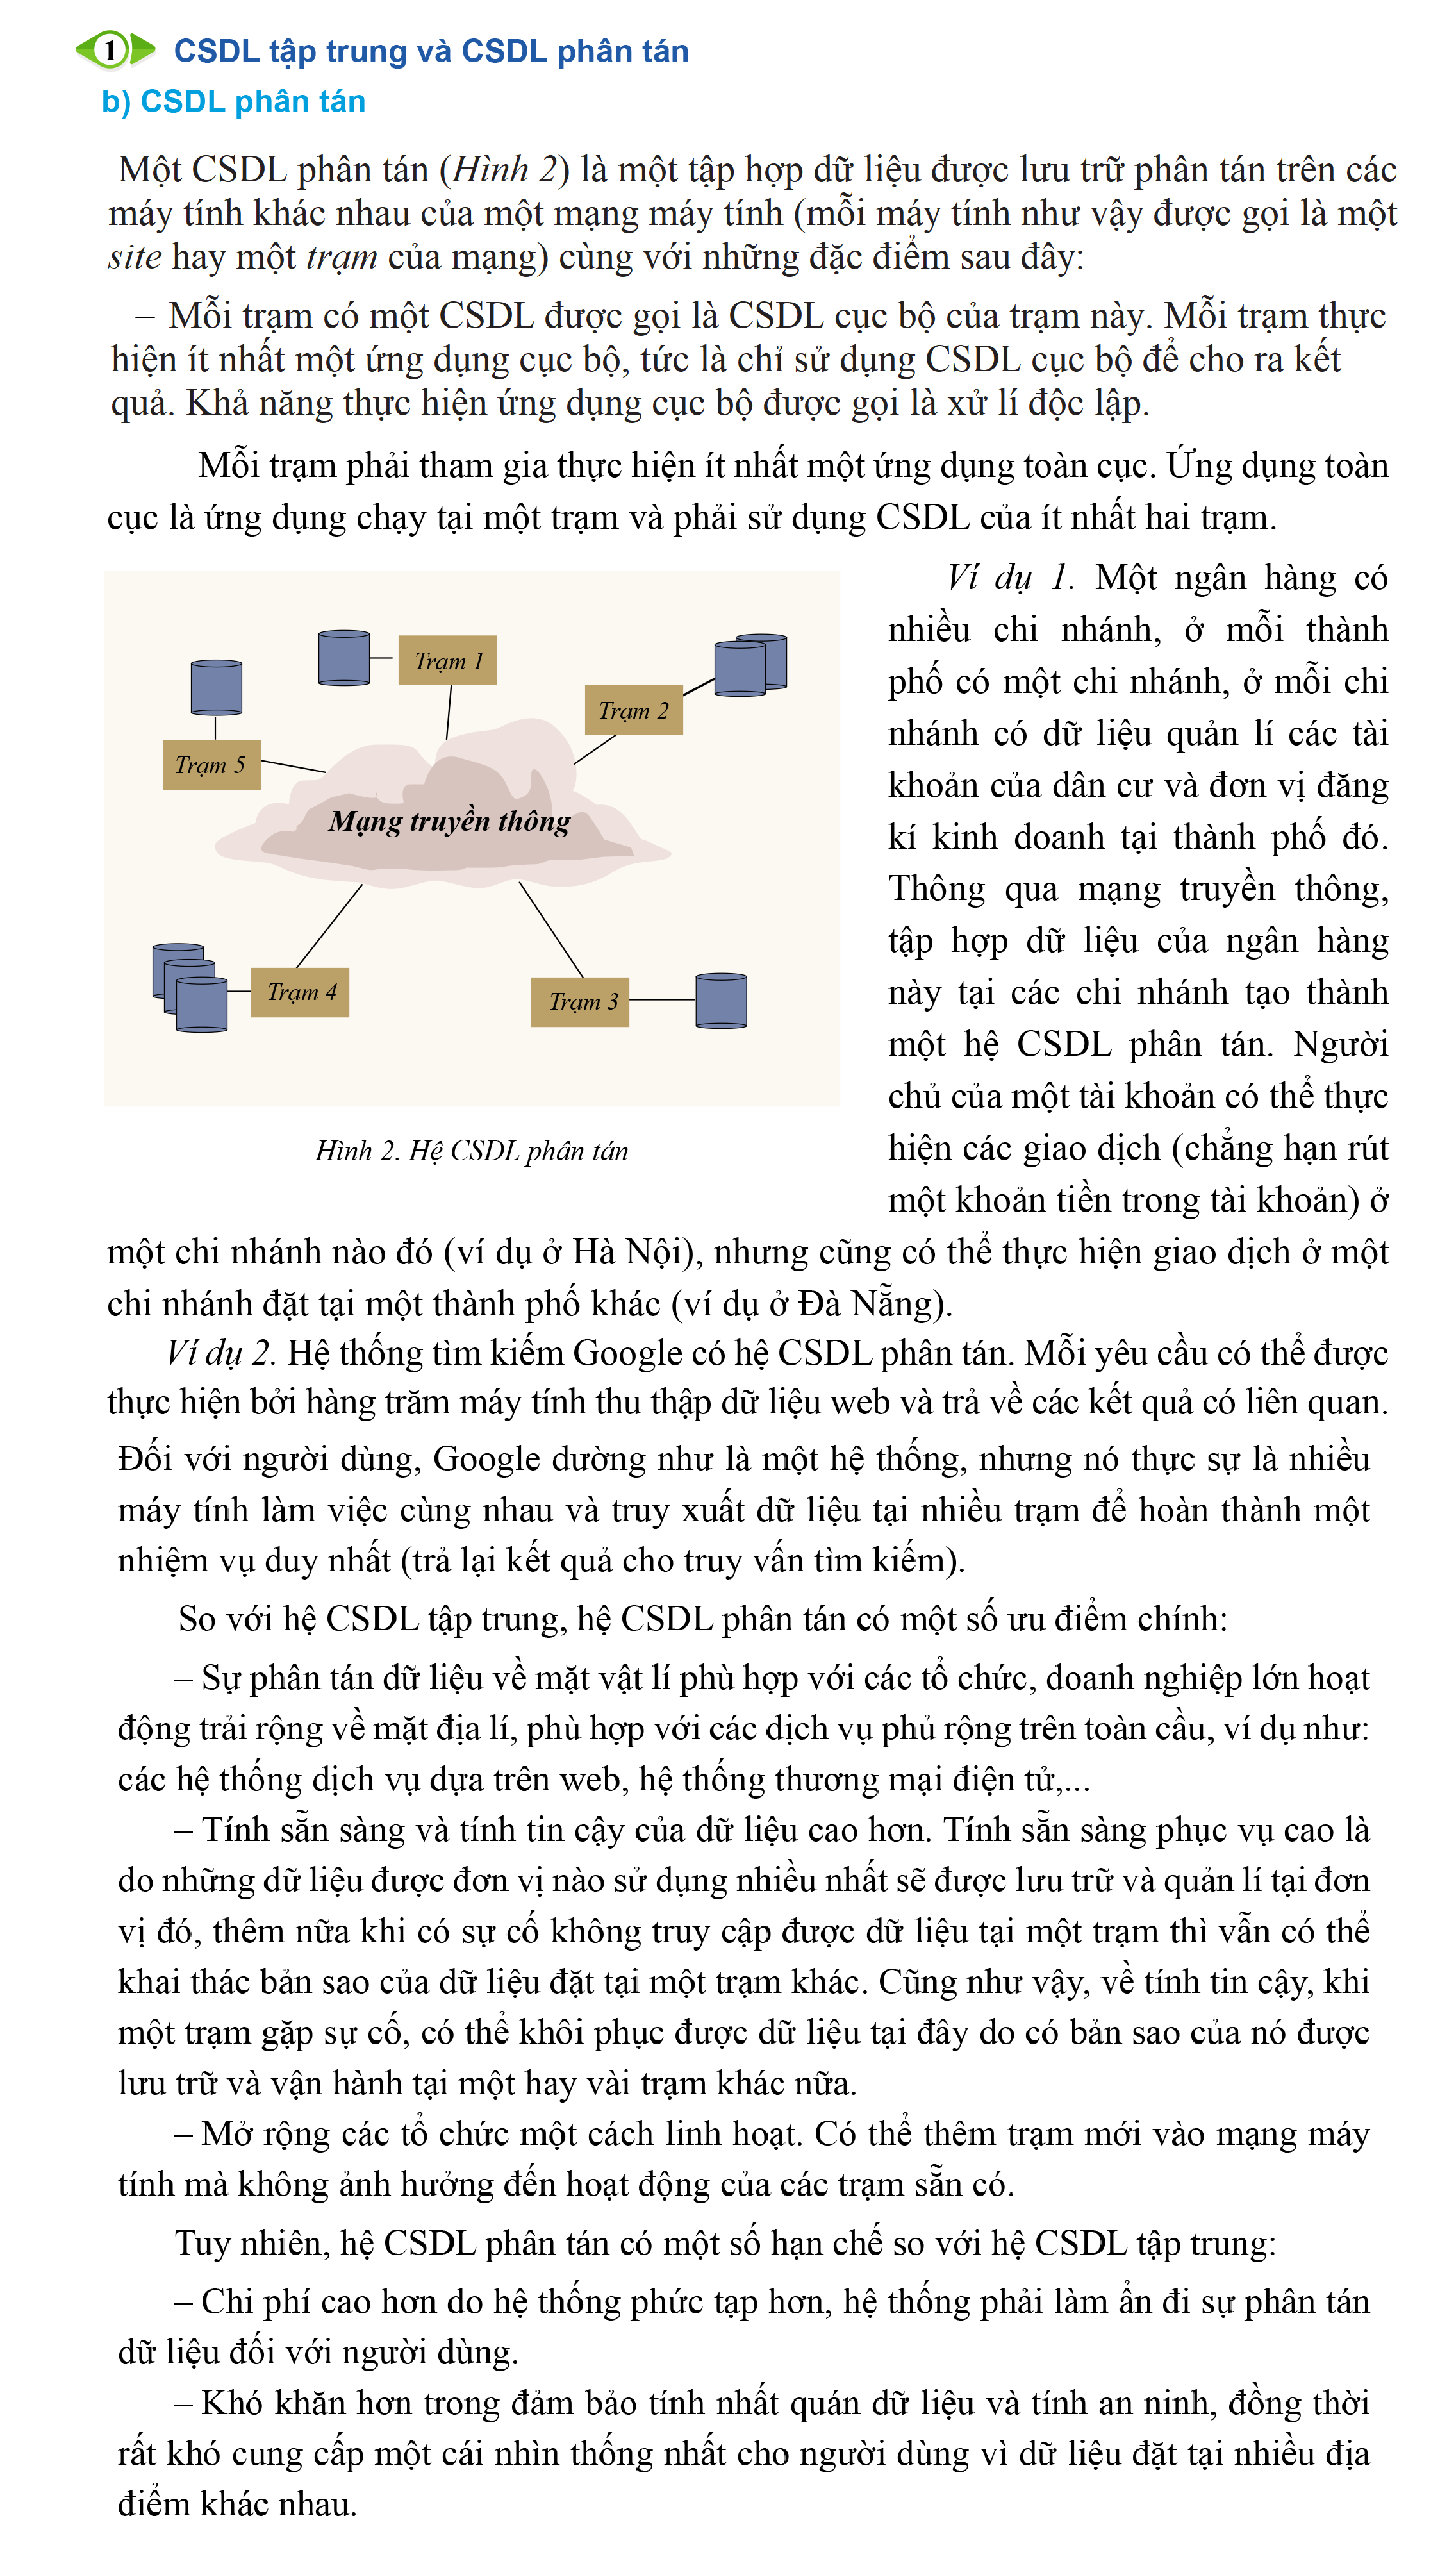 1 CSDL tập trung và CSDL phân tán
b) CSDL phân tán
Một CSDL phân tán (Hình 2) là một tập hợp dữ liệu được lưu trữ phân tán trên các
máy tính khác nhau của một mạng máy tính (mỗi máy tính như vậy được gọi là một
site hay một trạm của mạng) cùng với những đặc điểm sau đây:
– Mỗi trạm có một CSDL được gọi là CSDL cục bộ của trạm này. Mỗi trạm thực
hiện ít nhất một ứng dụng cục bộ, tức là chỉ sử dụng CSDL cục bộ để cho ra kết
quả. Khả năng thực hiện ứng dụng cục bộ được gọi là xử lí độc lập.
– Mỗi trạm phải tham gia thực hiện ít nhất một ứng dụng toàn cục. Ứng dụng toàn
cục là ứng dụng chạy tại một trạm và phải sử dụng CSDL của ít nhất hai trạm.
Trạm 1
Trạm 2
Trạm 5
Mạng truyền thông
Trạm 4
Trạm 3
Hình 2. Hệ CSDL phân tán
Ví dụ 1. Một ngân hàng có
nhiều chi nhánh, ở mỗi thành
phố có một chi nhánh, ở mỗi chi
nhánh có dữ liệu quản lí các tài
khoản của dân cư và đơn vị đăng
kí kinh doanh tại thành phố đó.
Thông qua mạng truyền thông,
tập hợp dữ liệu của ngân hàng
này tại các chi nhánh tạo thành
một hệ CSDL phân tán. Người
chủ của một tài khoản có thể thực
hiện các giao dịch (chẳng hạn rút
một khoản tiền trong tài khoản) ở
một chi nhánh nào đó (ví dụ ở Hà Nội), nhưng cũng có thể thực hiện giao dịch ở một
chi nhánh đặt tại một thành phố khác (ví dụ ở Đà Nẵng).
Ví dụ 2. Hệ thống tìm kiếm Google có hệ CSDL phân tán. Mỗi yêu cầu có thể được
thực hiện bởi hàng trăm máy tính thu thập dữ liệu web và trả về các kết quả có liên quan.
Đối với người dùng, Google dường như là một hệ thống, nhưng nó thực sự là nhiều
máy tính làm việc cùng nhau và truy xuất dữ liệu tại nhiều trạm để hoàn thành một
nhiệm vụ duy nhất (trả lại kết quả cho truy vấn tìm kiếm).
So với hệ CSDL tập trung, hệ CSDL phân tán có một số ưu điểm chính:
– Sự phân tán dữ liệu về mặt vật lí phù hợp với các tổ chức, doanh nghiệp lớn hoạt
động trải rộng về mặt địa lí, phù hợp với các dịch vụ phủ rộng trên toàn cầu, ví dụ như:
các hệ thống dịch vụ dựa trên web, hệ thống thương mại điện tử,...
– Tính sẵn sàng và tính tin cậy của dữ liệu cao hơn. Tính sẵn sàng phục vụ cao là
do những dữ liệu được đơn vị nào sử dụng nhiều nhất sẽ được lưu trữ và quản lí tại đơn
vị đó, thêm nữa khi có sự cố không truy cập được dữ liệu tại một trạm thì vẫn có thể
khai thác bản sao của dữ liệu đặt tại một trạm khác. Cũng như vậy, về tính tin cậy, khi
một trạm gặp sự cố, có thể khôi phục được dữ liệu tại đây do có bản sao của nó được
lưu trữ và vận hành tại một hay vài trạm khác nữa.
– Mở rộng các tổ chức một cách linh hoạt. Có thể thêm trạm mới vào mạng máy
tính mà không ảnh hưởng đến hoạt động của các trạm sẵn có.
Tuy nhiên, hệ CSDL phân tán có một số hạn chế so với hệ CSDL tập trung:
– Chi phí cao hơn do hệ thống phức tạp hơn, hệ thống phải làm ẩn đi sự phân tán
dữ liệu đối với người dùng.
– Khó khăn hơn trong đảm bảo tính nhất quán dữ liệu và tính an ninh, đồng thời
rất khó cung cấp một cái nhìn thống nhất cho người dùng vì dữ liệu đặt tại nhiều địa
điểm khác nhau.